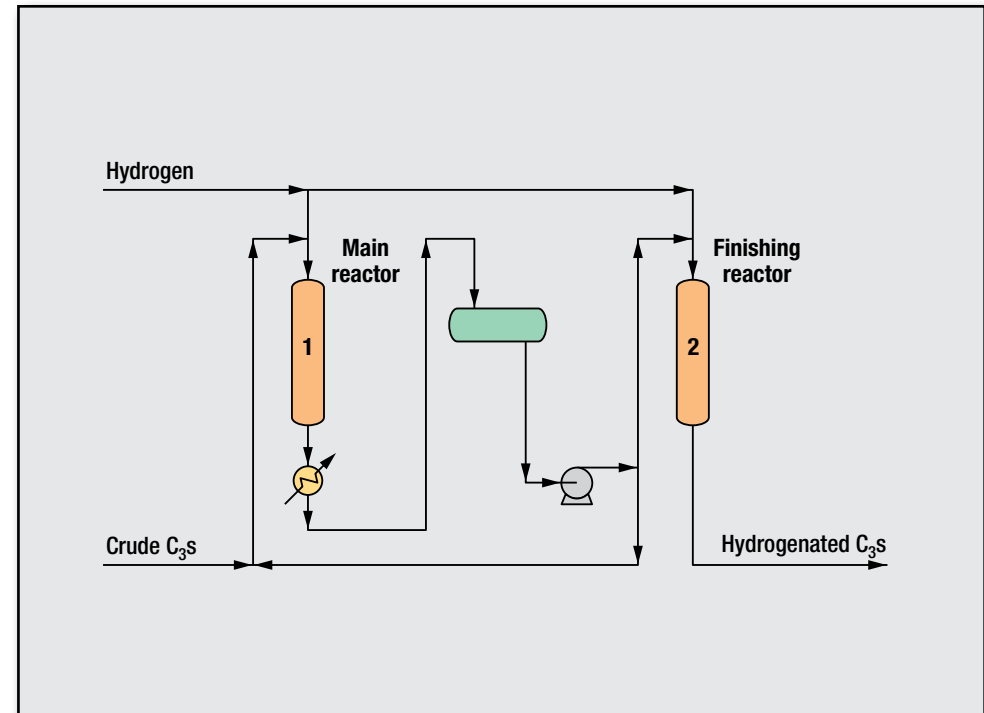 Hydrogen
Main
reactor
Finishing
reactor
1
2
Crude C₃s
Hydrogenated C₃s